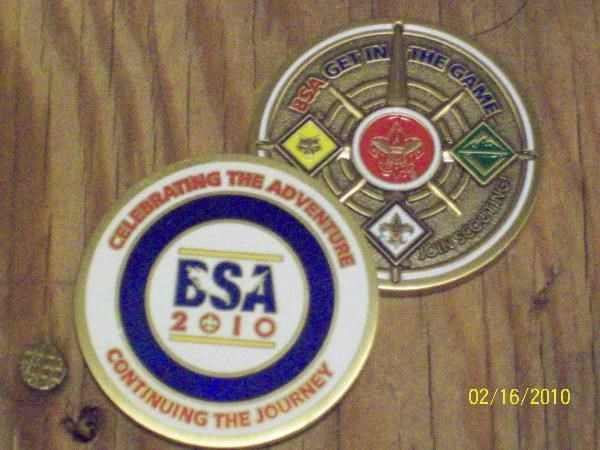 BSA GET IN THE GAME
JOIN SCOUTING!
CELEBRATING THE ADVENTURE
BSA
2010
CONTINUING THE JOURNEY
02/16/2010